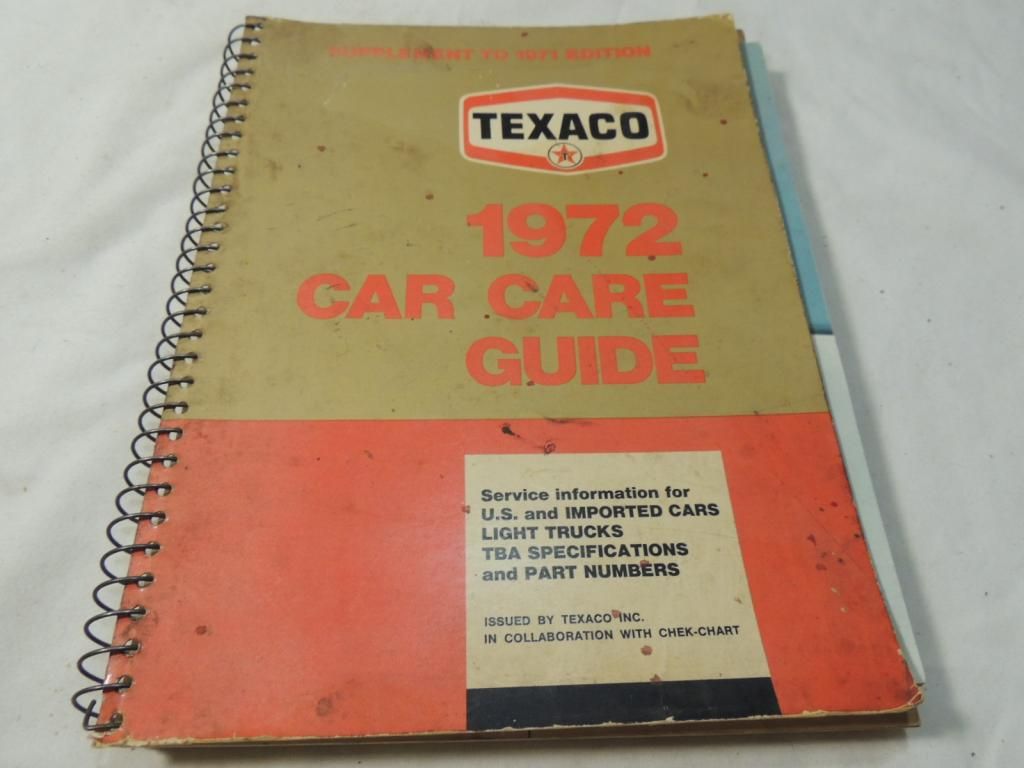 SUPPLEMENT TO 1971 EDITION
TEXACO
T
1972
CAR CARE
GUIDE
Service information for
U.S. and IMPORTED CARS
LIGHT TRUCKS
TBA SPECIFICATIONS
and PART NUMBERS
ISSUED BY TEXACO INC.
IN COLLABORATION WITH CHEK-CHART